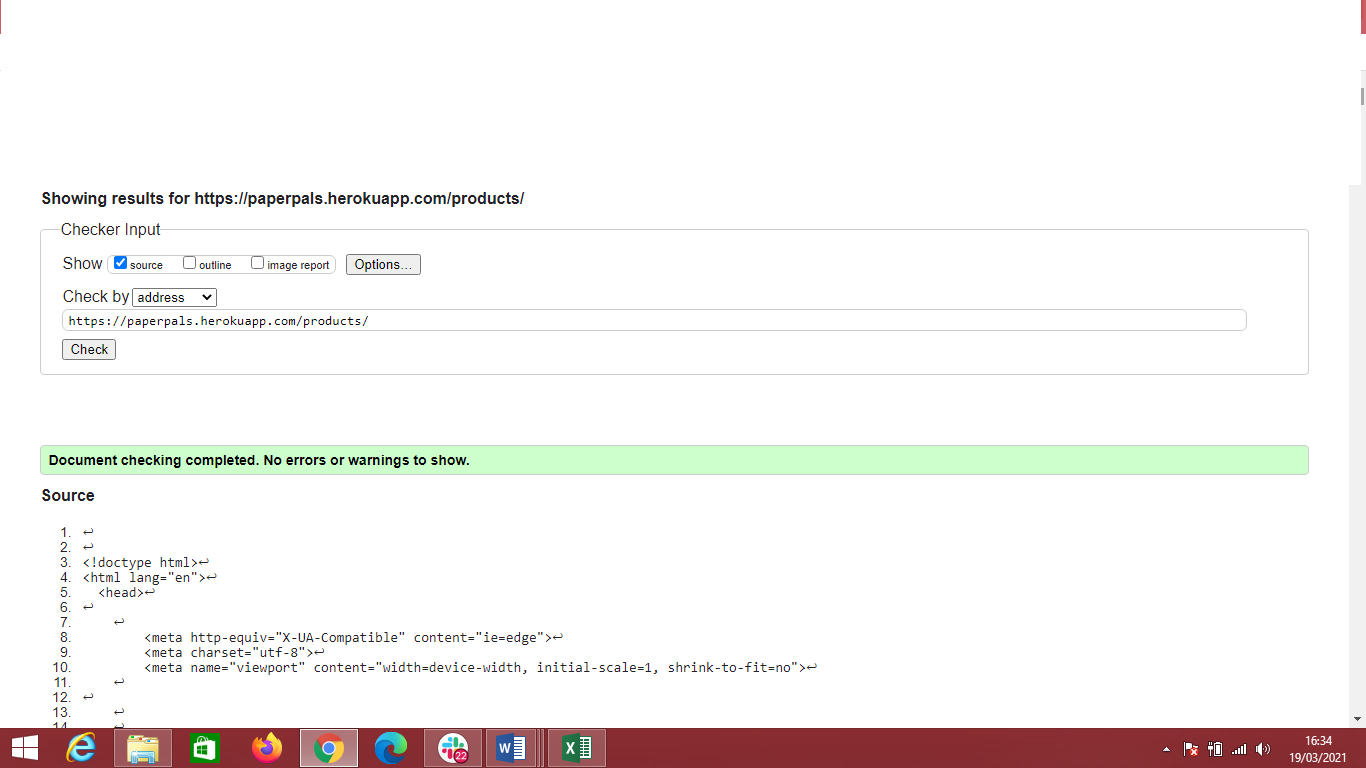 Showing results for https://paperpals.herokuapp.com/products/
Checker Input
Show source outline image report Options...
Check by address
https://paperpals.herokuapp.com/products/
Check
Document checking completed. No errors or warnings to show.
Source
1. ↩
2. ↩
3. <!doctype html>↩
4. <html lang="en">↩
5. <head>↩
6. ↩
7. ↩
8. <meta http-equiv="X-UA-Compatible" content="ie=edge">↩
9. <meta charset="utf-8">↩
10. <meta name="viewport" content="width=device-width, initial-scale=1, shrink-to-fit=no">↩
11. ↩
12. ↩
13. ↩
14. ↩
22
16:34
19/03/2021